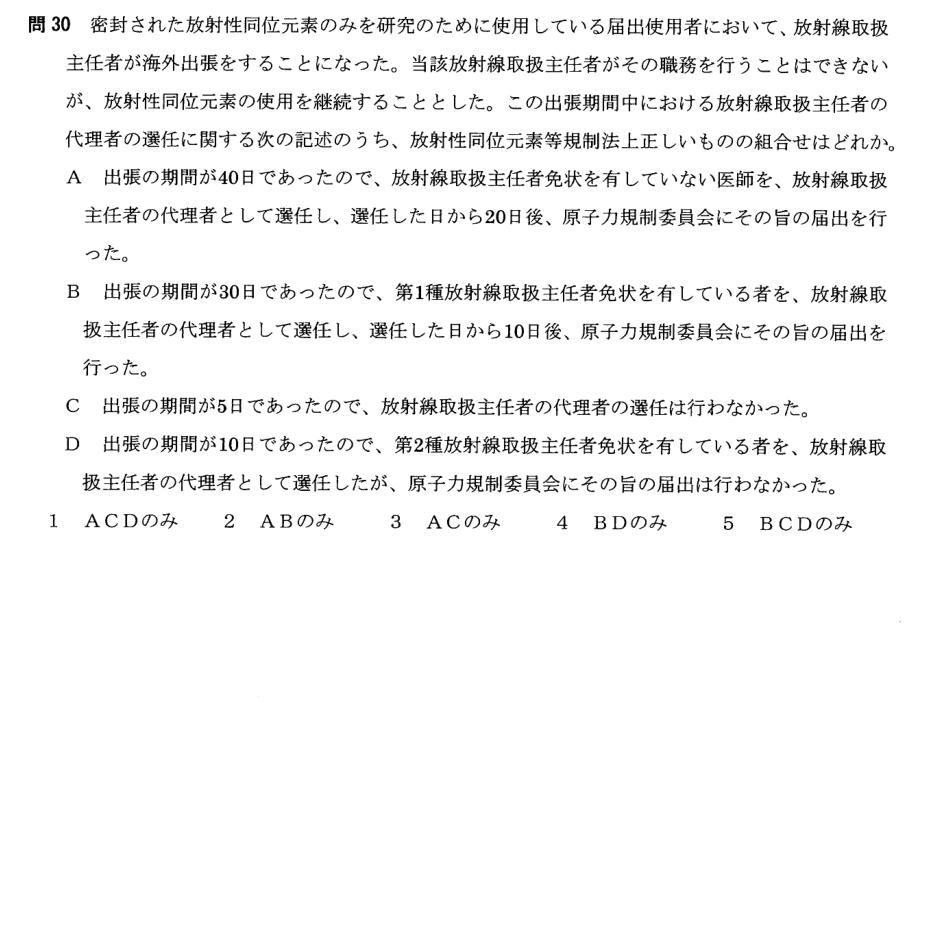 問30 密封された放射性同位元素のみを研究のために使用している届出使用者において、放射線取扱
主任者が海外出張をすることになった。当該放射線取扱主任者がその職務を行うことはできない
が、放射性同位元素の使用を継続することとした。この出張期間中における放射線取扱主任者の
代理者の選任に関する次の記述のうち、放射性同位元素等規制法上正しいものの組合せはどれか。
A 出張の期間が40日であったので、放射線取扱主任者免状を有していない医師を、放射線取扱
主任者の代理者として選任し、選任した日から20日後、原子力規制委員会にその旨の届出を行
った。
B 出張の期間が30日であったので、第1種放射線取扱主任者免状を有している者を、放射線取
扱主任者の代理者として選任し、選任した日から10日後、原子力規制委員会にその旨の届出を
行った。
C 出張の期間が5日であったので、放射線取扱主任者の代理者の選任は行わなかった。
D 出張の期間が10日であったので、第2種放射線取扱主任者免状を有している者を、放射線取
扱主任者の代理者として選任したが、原子力規制委員会にその旨の届出は行わなかった。
1 ACDのみ 2 ABのみ 3 ACのみ 4 BDのみ 5 BCDのみ